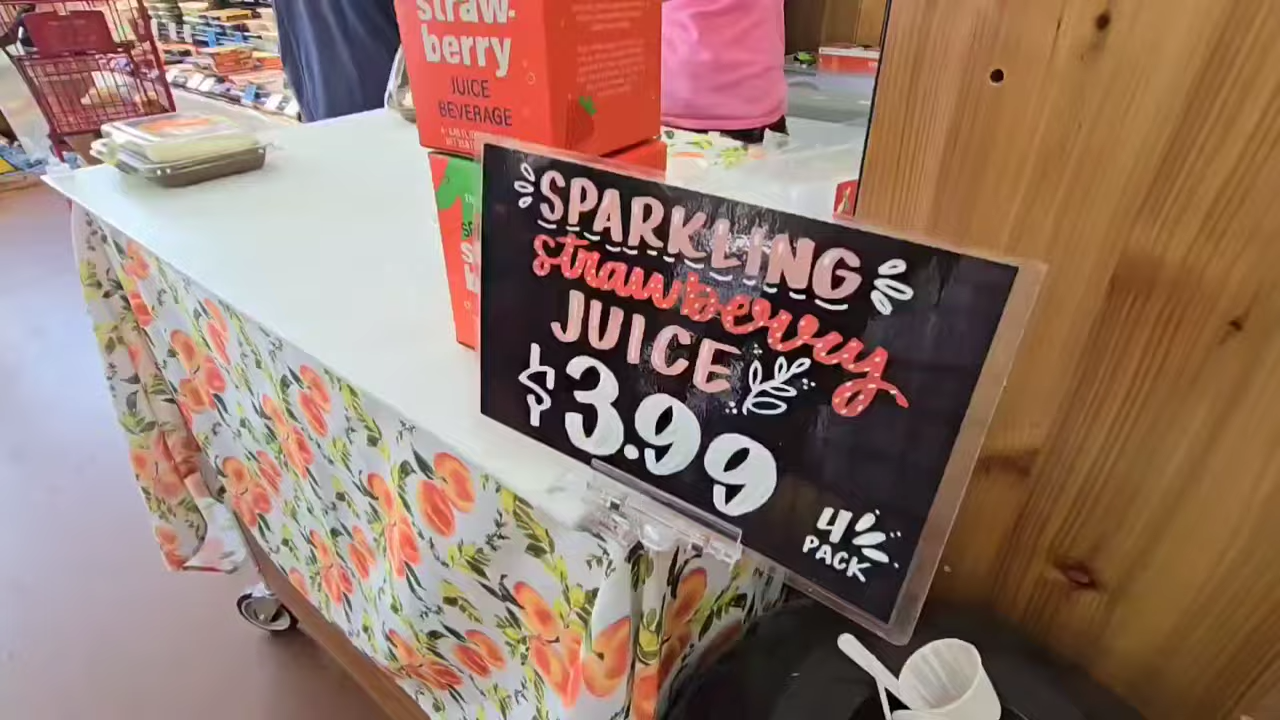 straw-
berry
JUICE
BEVERAGE
SPARKLING
strawberry
JUICE
$3.99
4
PACK